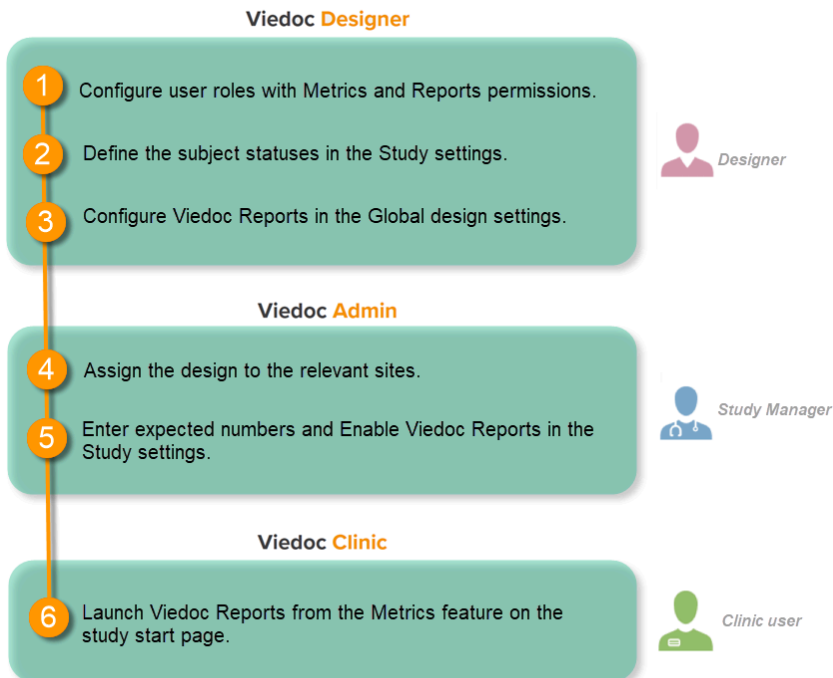 Viedoc Designer
1 Configure user roles with Metrics and Reports permissions.
2 Define the subject statuses in the Study settings.
Designer
3 Configure Viedoc Reports in the Global design settings.
Viedoc Admin
4 Assign the design to the relevant sites.
Study Manager
5 Enter expected numbers and Enable Viedoc Reports in the
Study settings.
Viedoc Clinic
6 Launch Viedoc Reports from the Metrics feature on the
study start page.
Clinic user